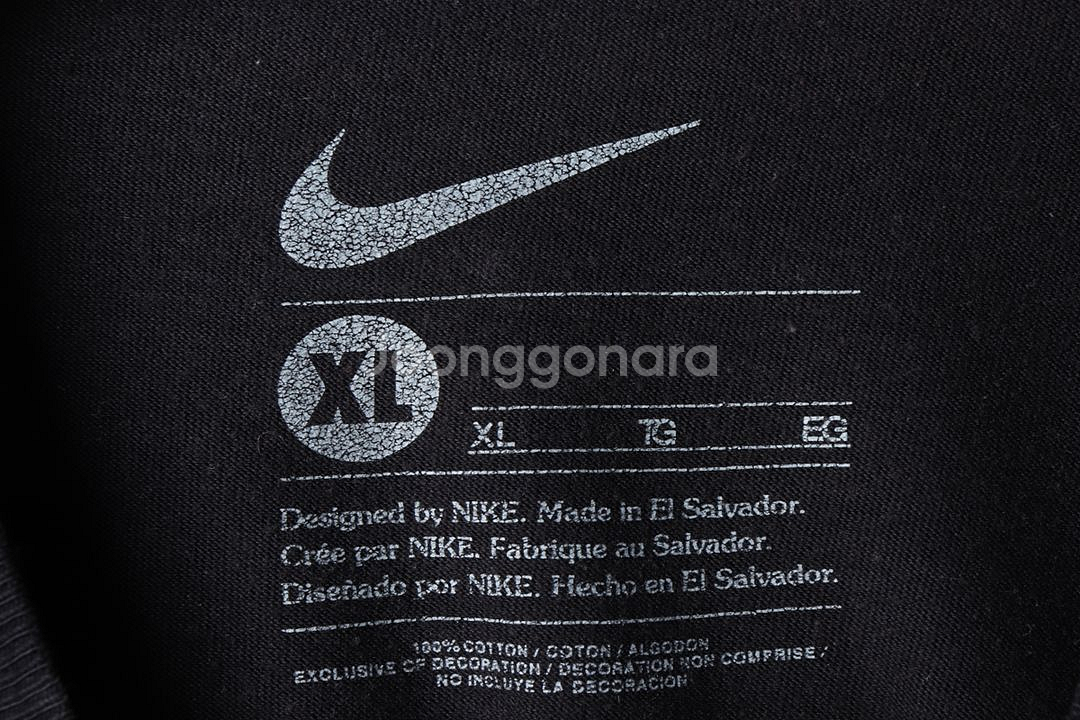 XL
Joonggonara
XL TG EG
Designed by NIKE. Made in El Salvador.
Crée par NIKE. Fabrique au Salvador.
Diseñado por NIKE. Hecho en El Salvador.
100% COTTON / COTON / ALGODON
EXCLUSIVE OF DECORATION / DECORATION NON COMPRISE /
NO INCLUYE LA DECORACION